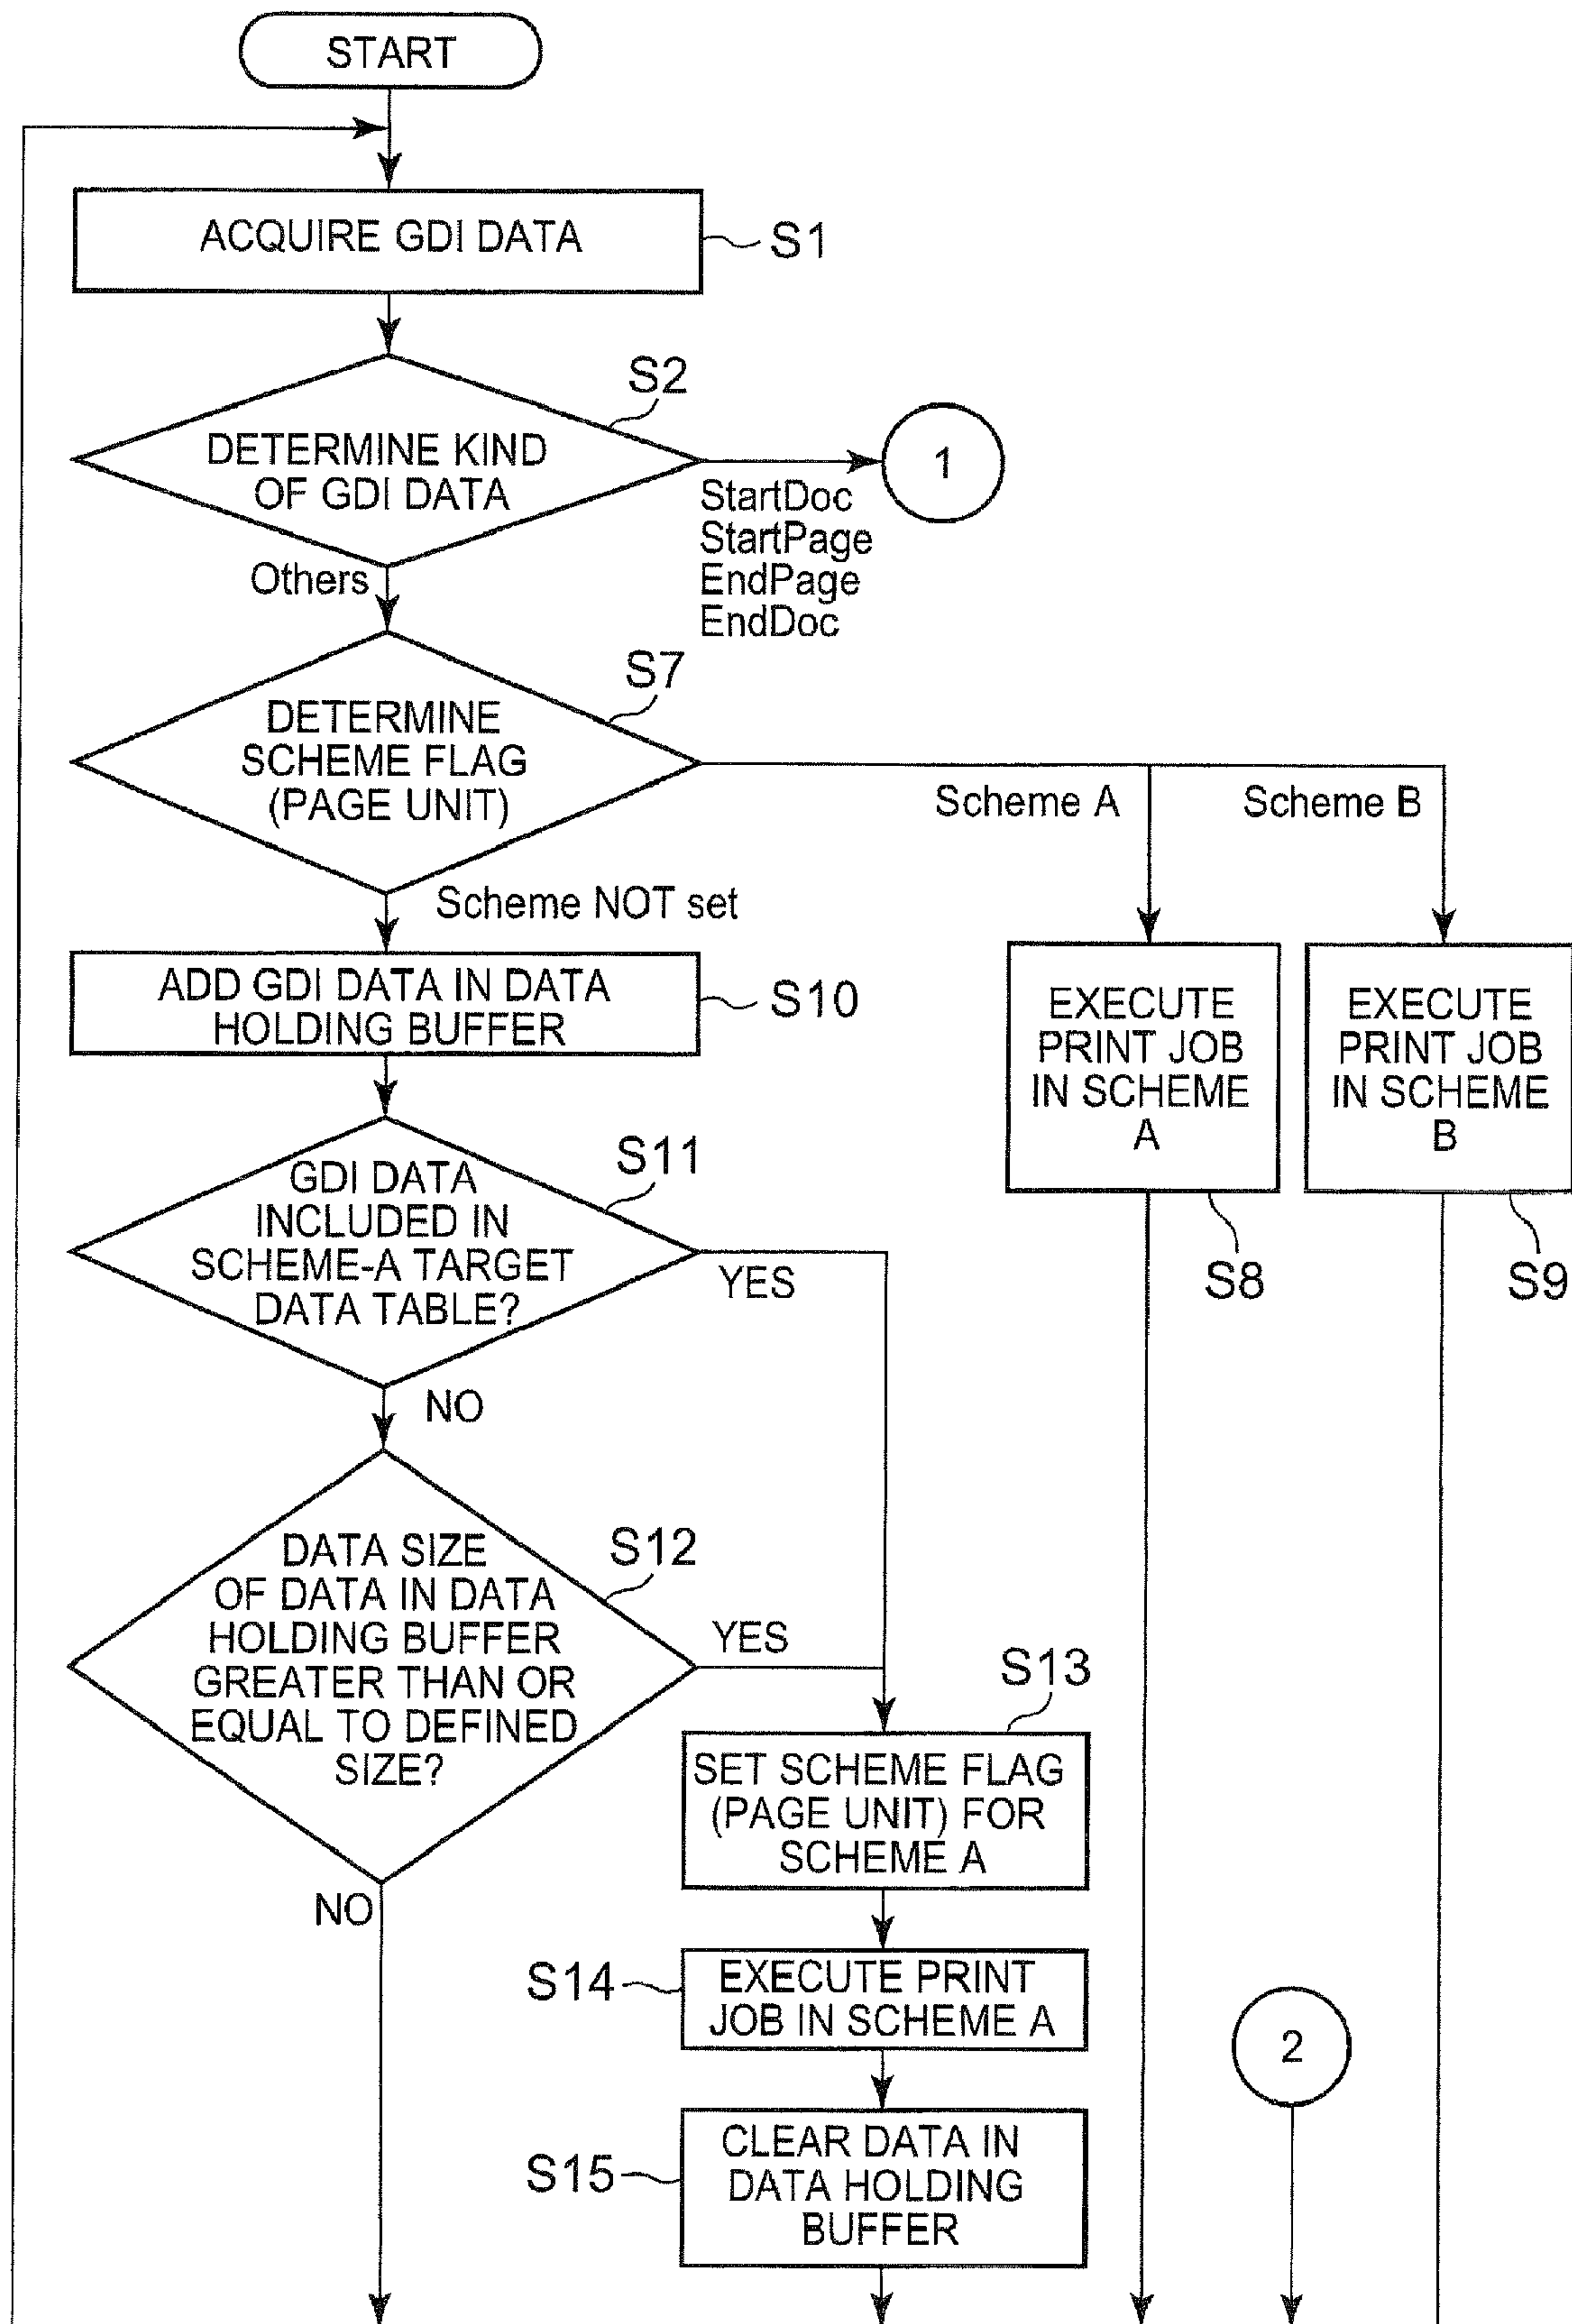 START
ACQUIRE GDI DATA
S1
S2
DETERMINE KIND
OF GDI DATA
1
StartDoc
StartPage
EndPage
EndDoc
Others
S7
DETERMINE
SCHEME FLAG
(PAGE UNIT)
Scheme A
Scheme B
Scheme NOT set
ADD GDI DATA IN DATA
HOLDING BUFFER
S10
EXECUTE
PRINT JOB
IN SCHEME
A
S8
EXECUTE
PRINT JOB
IN SCHEME
B
S9
S11
GDI DATA
INCLUDED IN
SCHEME-A TARGET
DATA TABLE?
YES
NO
S12
DATA SIZE
OF DATA IN DATA
HOLDING BUFFER
GREATER THAN OR
EQUAL TO DEFINED
SIZE?
YES
NO
S13
SET SCHEME FLAG
(PAGE UNIT) FOR
SCHEME A
S14
EXECUTE PRINT
JOB IN SCHEME A
2
S15
CLEAR DATA IN
DATA HOLDING
BUFFER